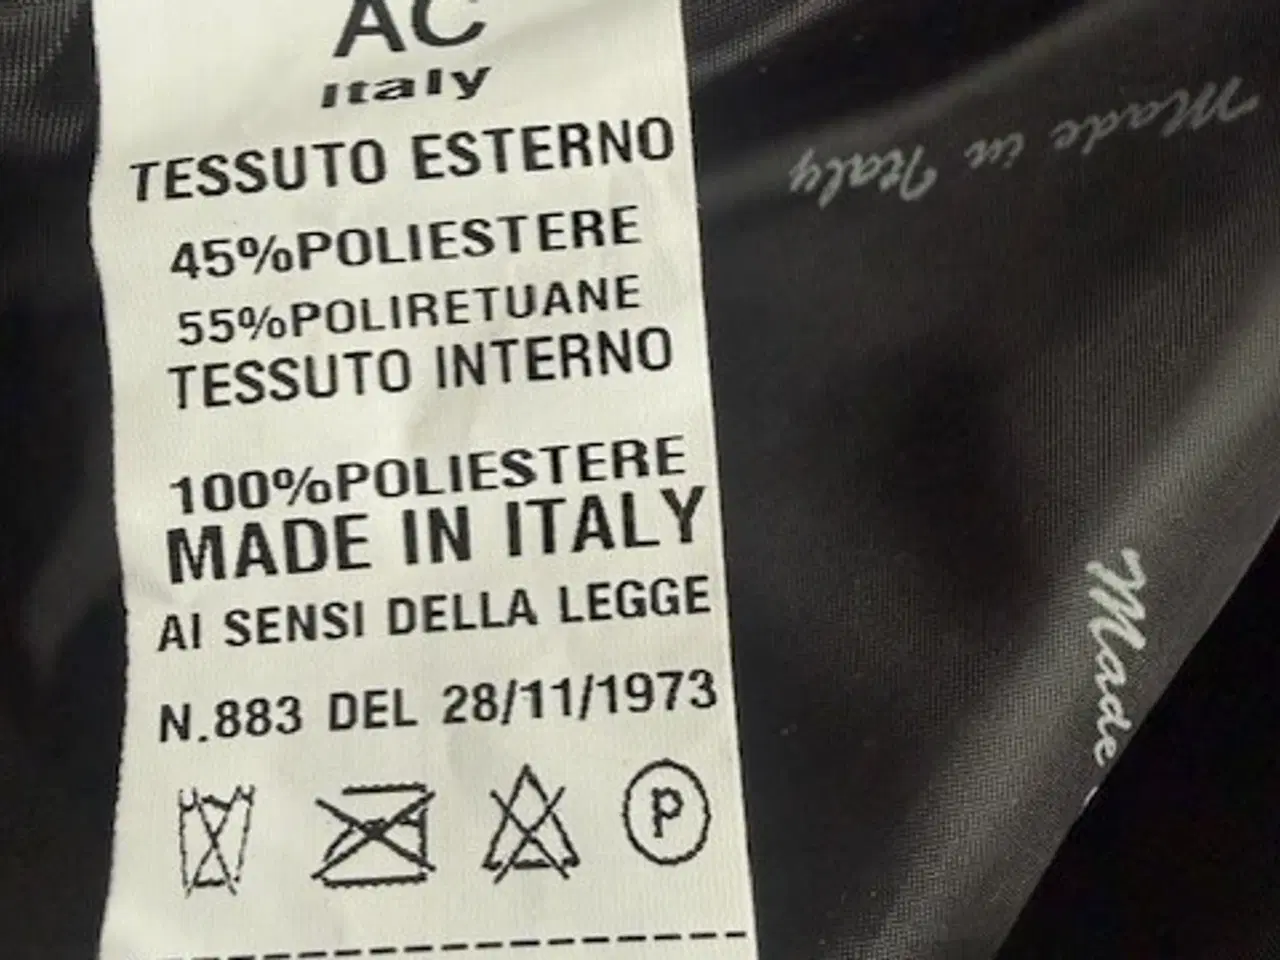 AC
Italy
TESSUTO ESTERNO
45%POLIESTERE
55%POLIRETUANE
TESSUTO INTERNO
100%POLIESTERE
MADE IN ITALY
AI SENSI DELLA LEGGE
N.883 DEL 28/11/1973
P
Made in Italy
Made